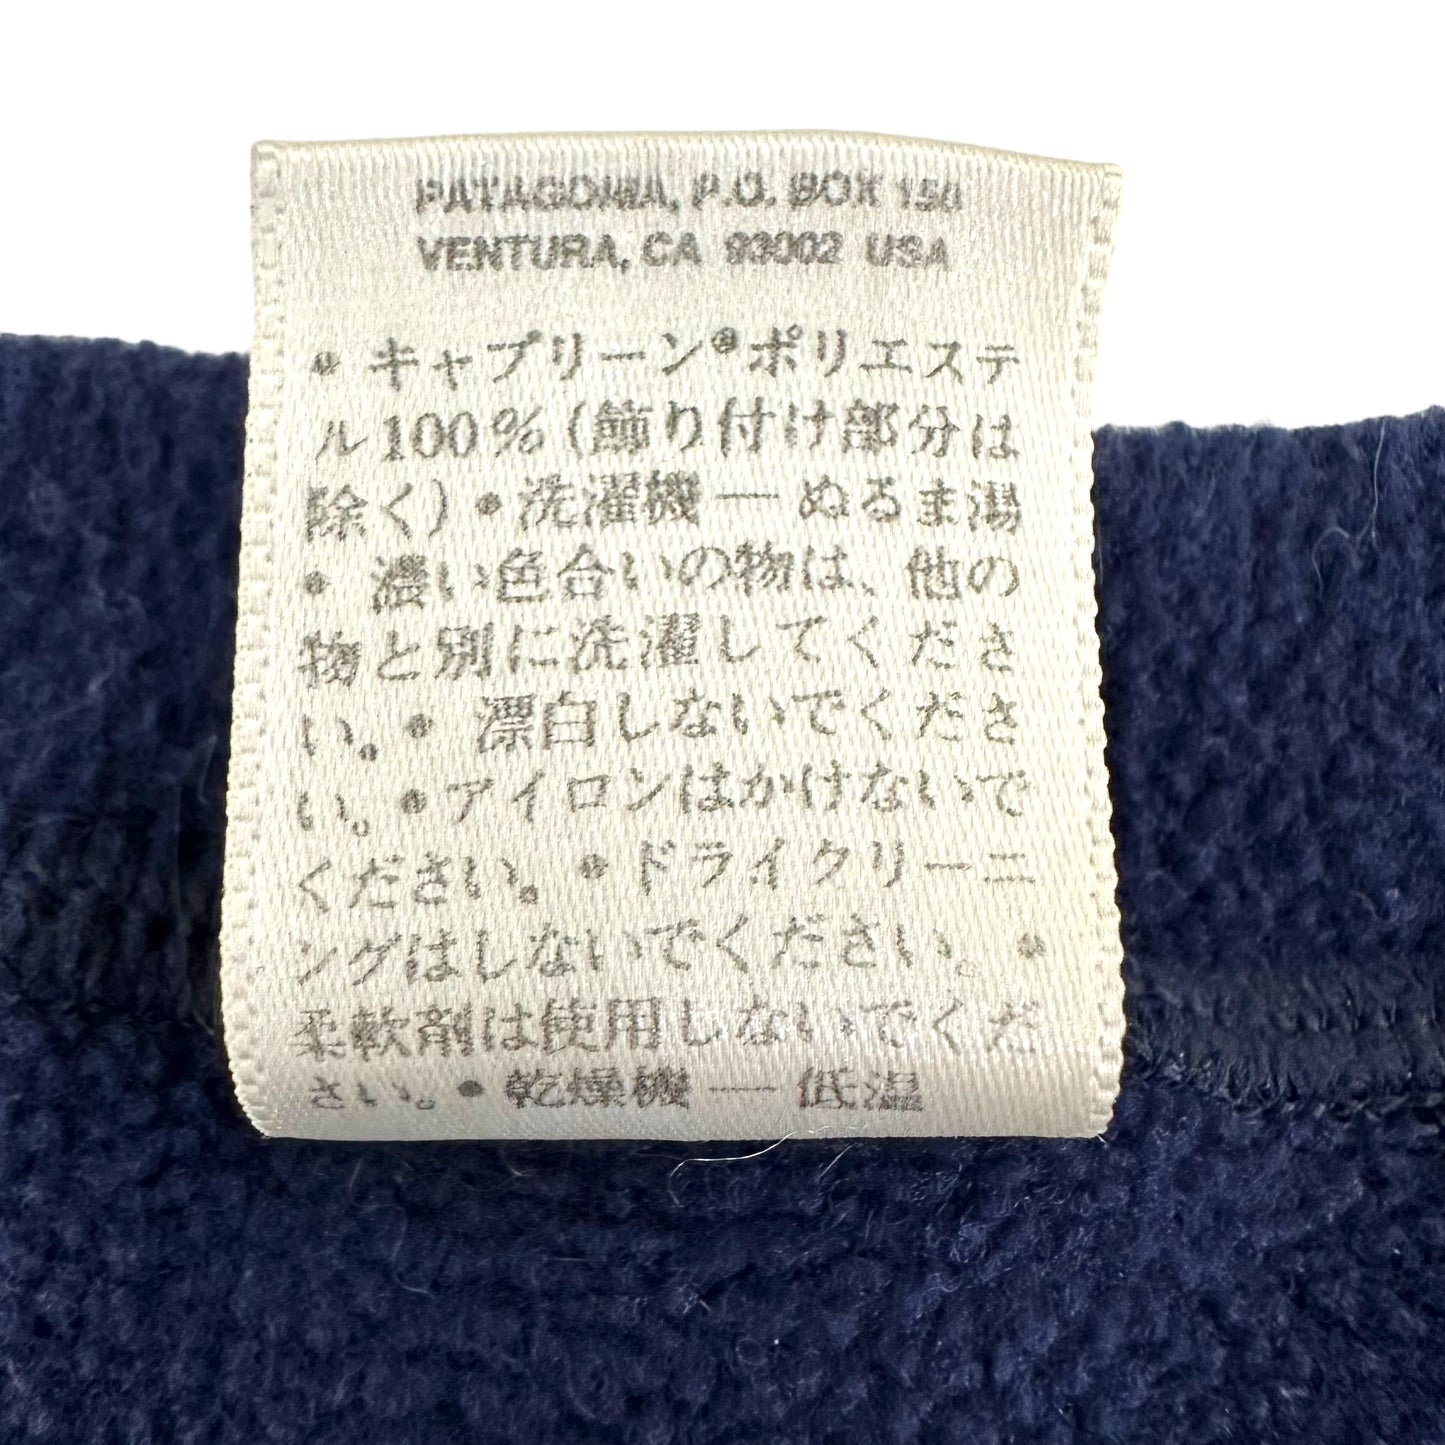 PATAGONIA, P.O. BOX 150
VENTURA, CA 93002 USA
• キャプリーン®ポリエステ
ル100% (飾り付け部分は
除く) • 洗濯機 — ぬるま湯
• 濃い色合いの物は、他の
物と別に洗濯してくださ
い。• 漂白しないでくださ
い。• アイロンはかけないで
ください。• ドライクリーニ
ングはしないでください。•
柔軟剤は使用しないでくだ
さい。• 乾燥機 — 低温